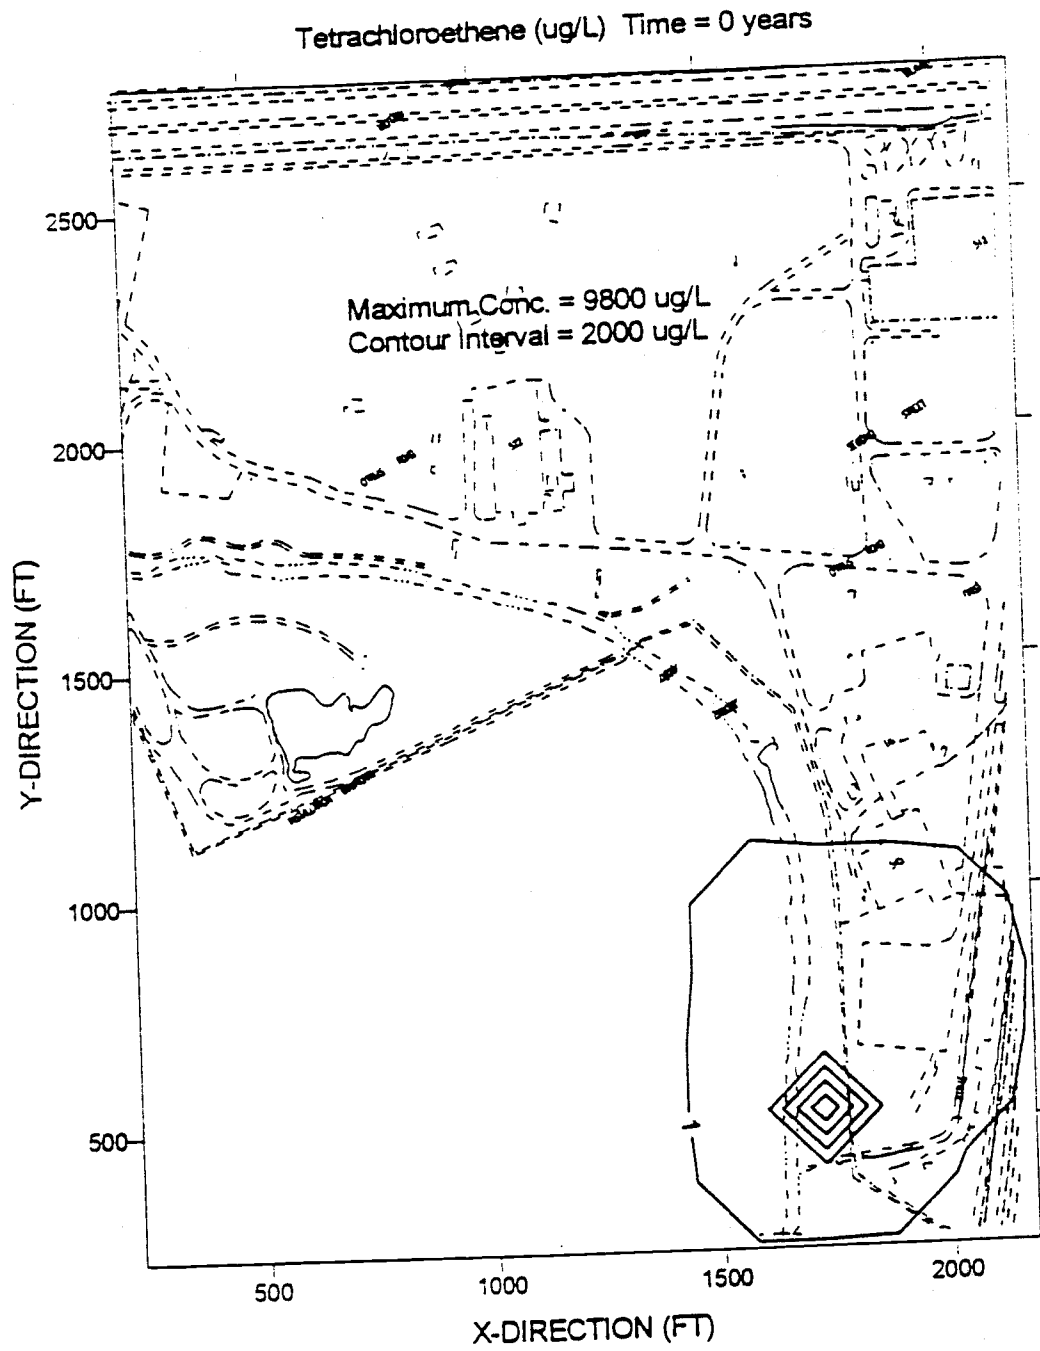 Tetrachloroethene (ug/L) Time = 0 years
2500
Maximum Conc. = 9800 ug/L
Contour Interval = 2000 ug/L
2000
1500
1000
500
Y-DIRECTION (FT)
1
500
1000
1500
2000
X-DIRECTION (FT)